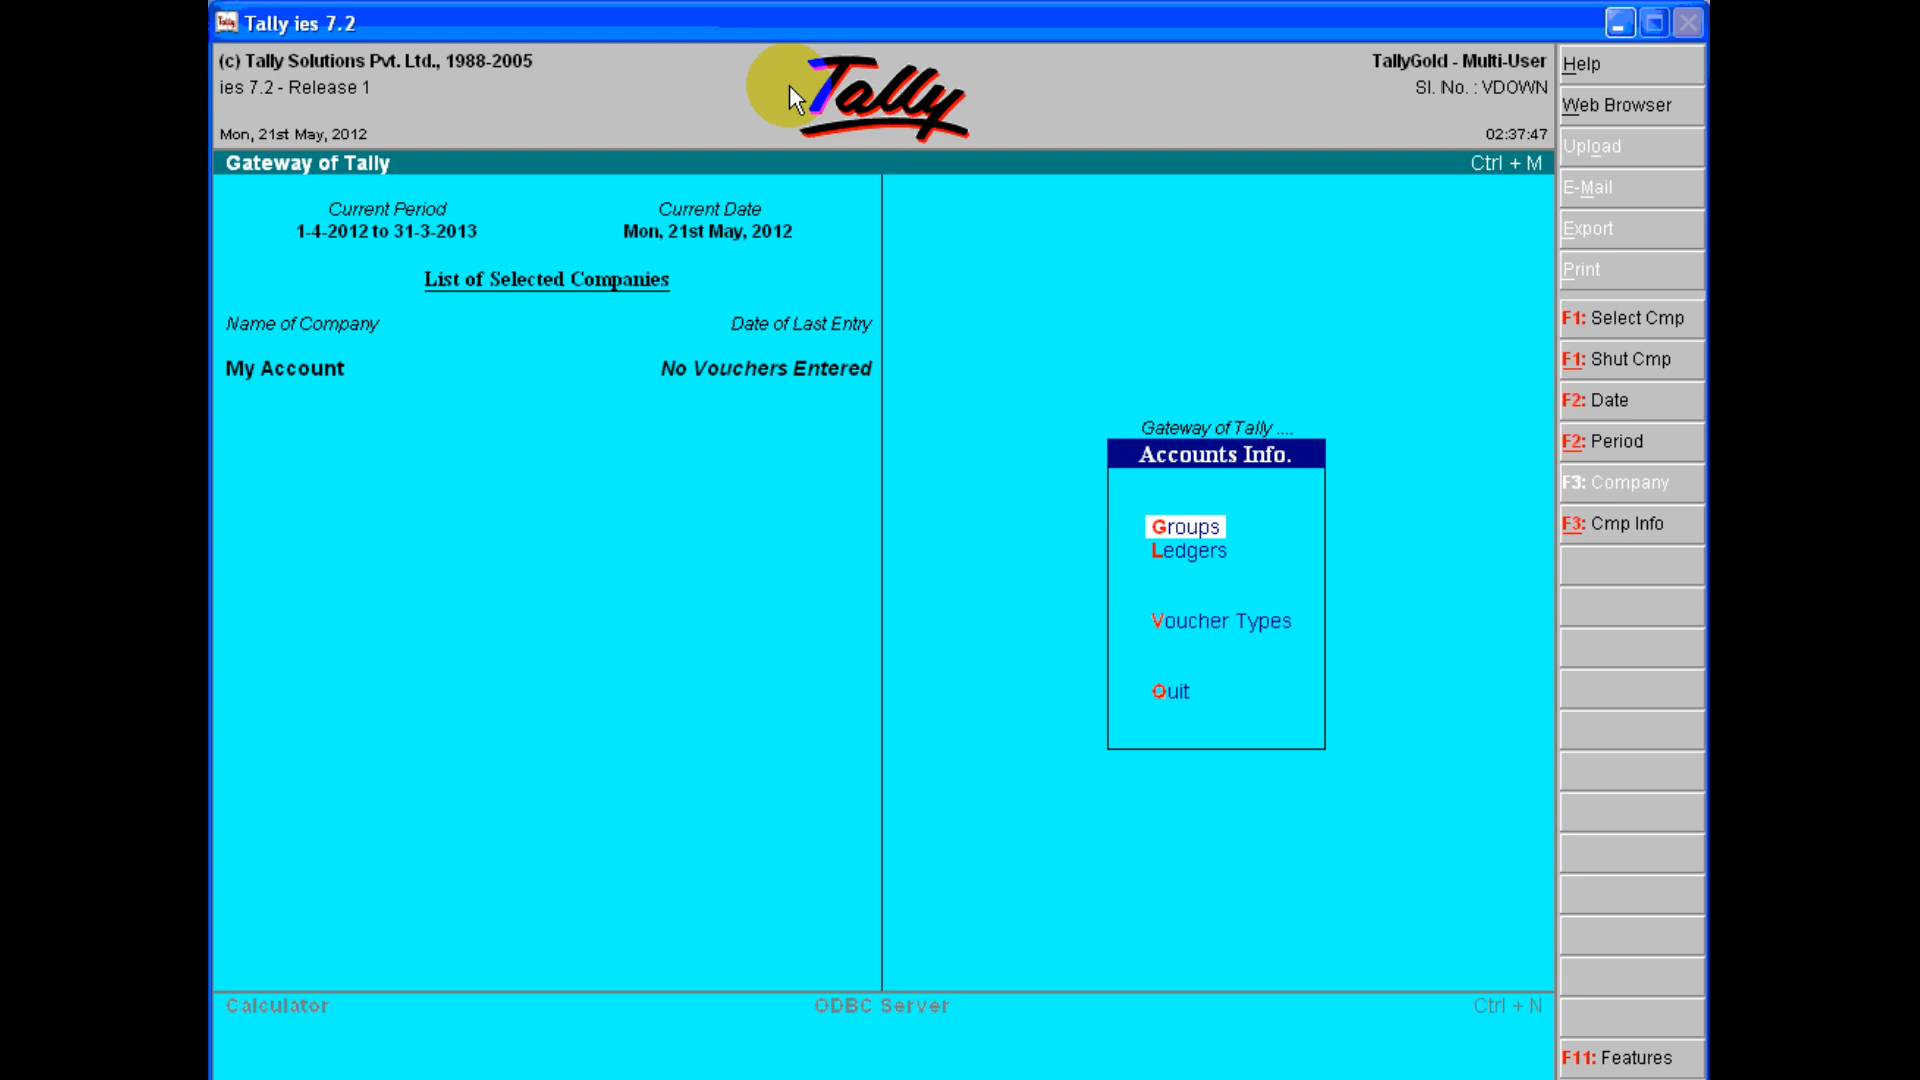 Tally ies 7.2
(c) Tally Solutions Pvt. Ltd., 1988-2005
ies 7.2 - Release 1
Mon, 21st May, 2012
Tally
TallyGold - Multi-User
Sl. No. : VDOWN
02:37:47
Gateway of Tally
Ctrl + M
Current Period
1-4-2012 to 31-3-2013
Current Date
Mon, 21st May, 2012
List of Selected Companies
Name of Company
Date of Last Entry
My Account
No Vouchers Entered
Gateway of Tally ....
Accounts Info.
Groups
Ledgers
Voucher Types
Quit
Calculator
ODBC Server
Ctrl + N
Help
Web Browser
Upload
E-Mail
Export
Print
F1: Select Cmp
F1: Shut Cmp
F2: Date
F2: Period
F3: Company
F3: Cmp Info
F11: Features